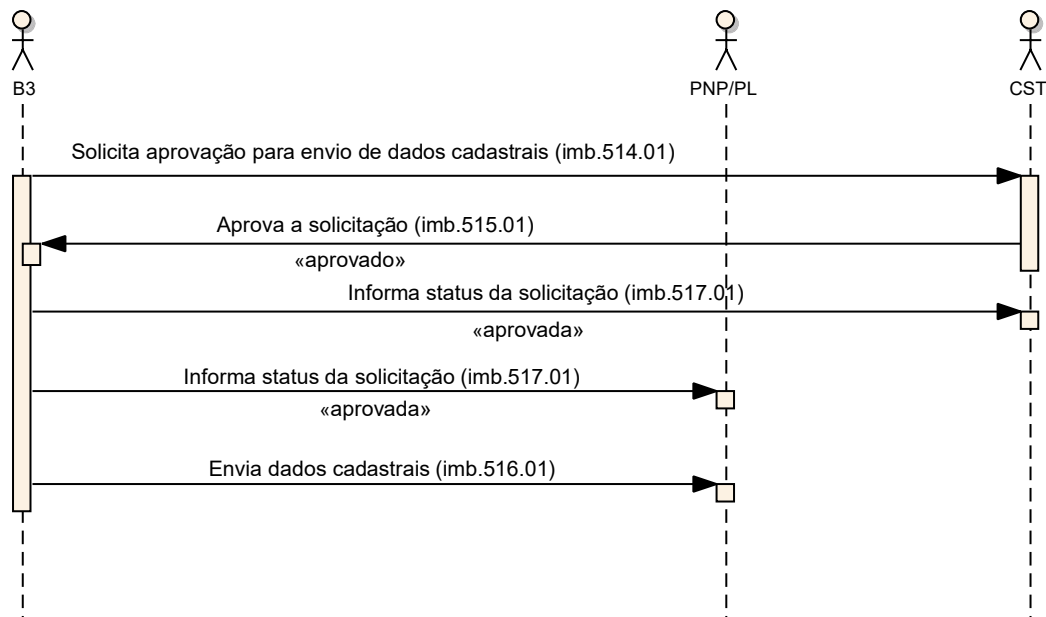 B3
PNP/PL
CST
Solicita aprovação para envio de dados cadastrais (imb.514.01)
Aprova a solicitação (imb.515.01)
«aprovado»
Informa status da solicitação (imb.517.01)
«aprovada»
Informa status da solicitação (imb.517.01)
«aprovada»
Envia dados cadastrais (imb.516.01)